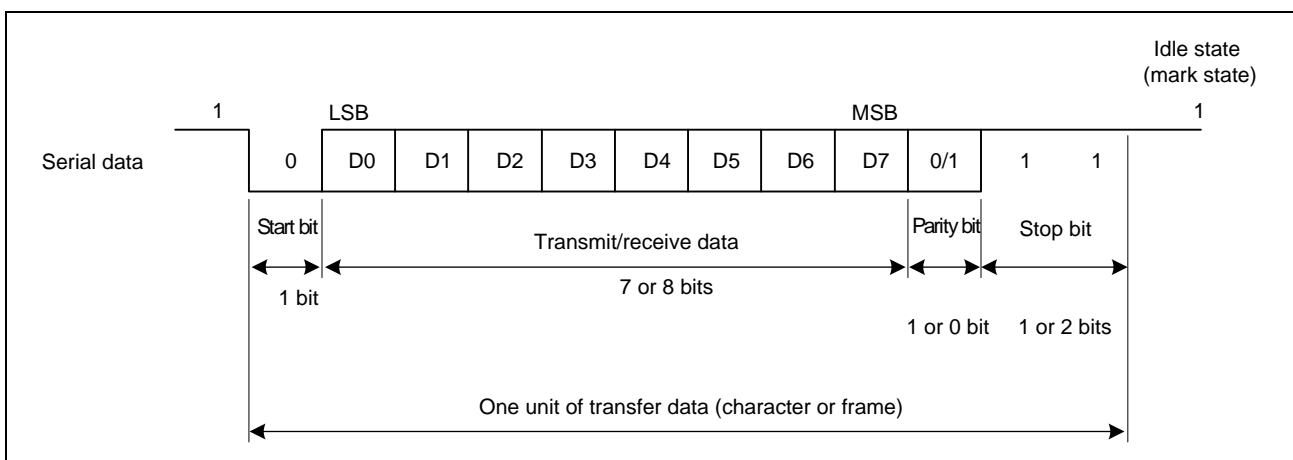 Idle state
(mark state)
1 LSB MSB 1
Serial data 0 D0 D1 D2 D3 D4 D5 D6 D7 0/1 1 1
Start bit Transmit/receive data Parity bit Stop bit
1 bit 7 or 8 bits
1 or 0 bit 1 or 2 bits
One unit of transfer data (character or frame)